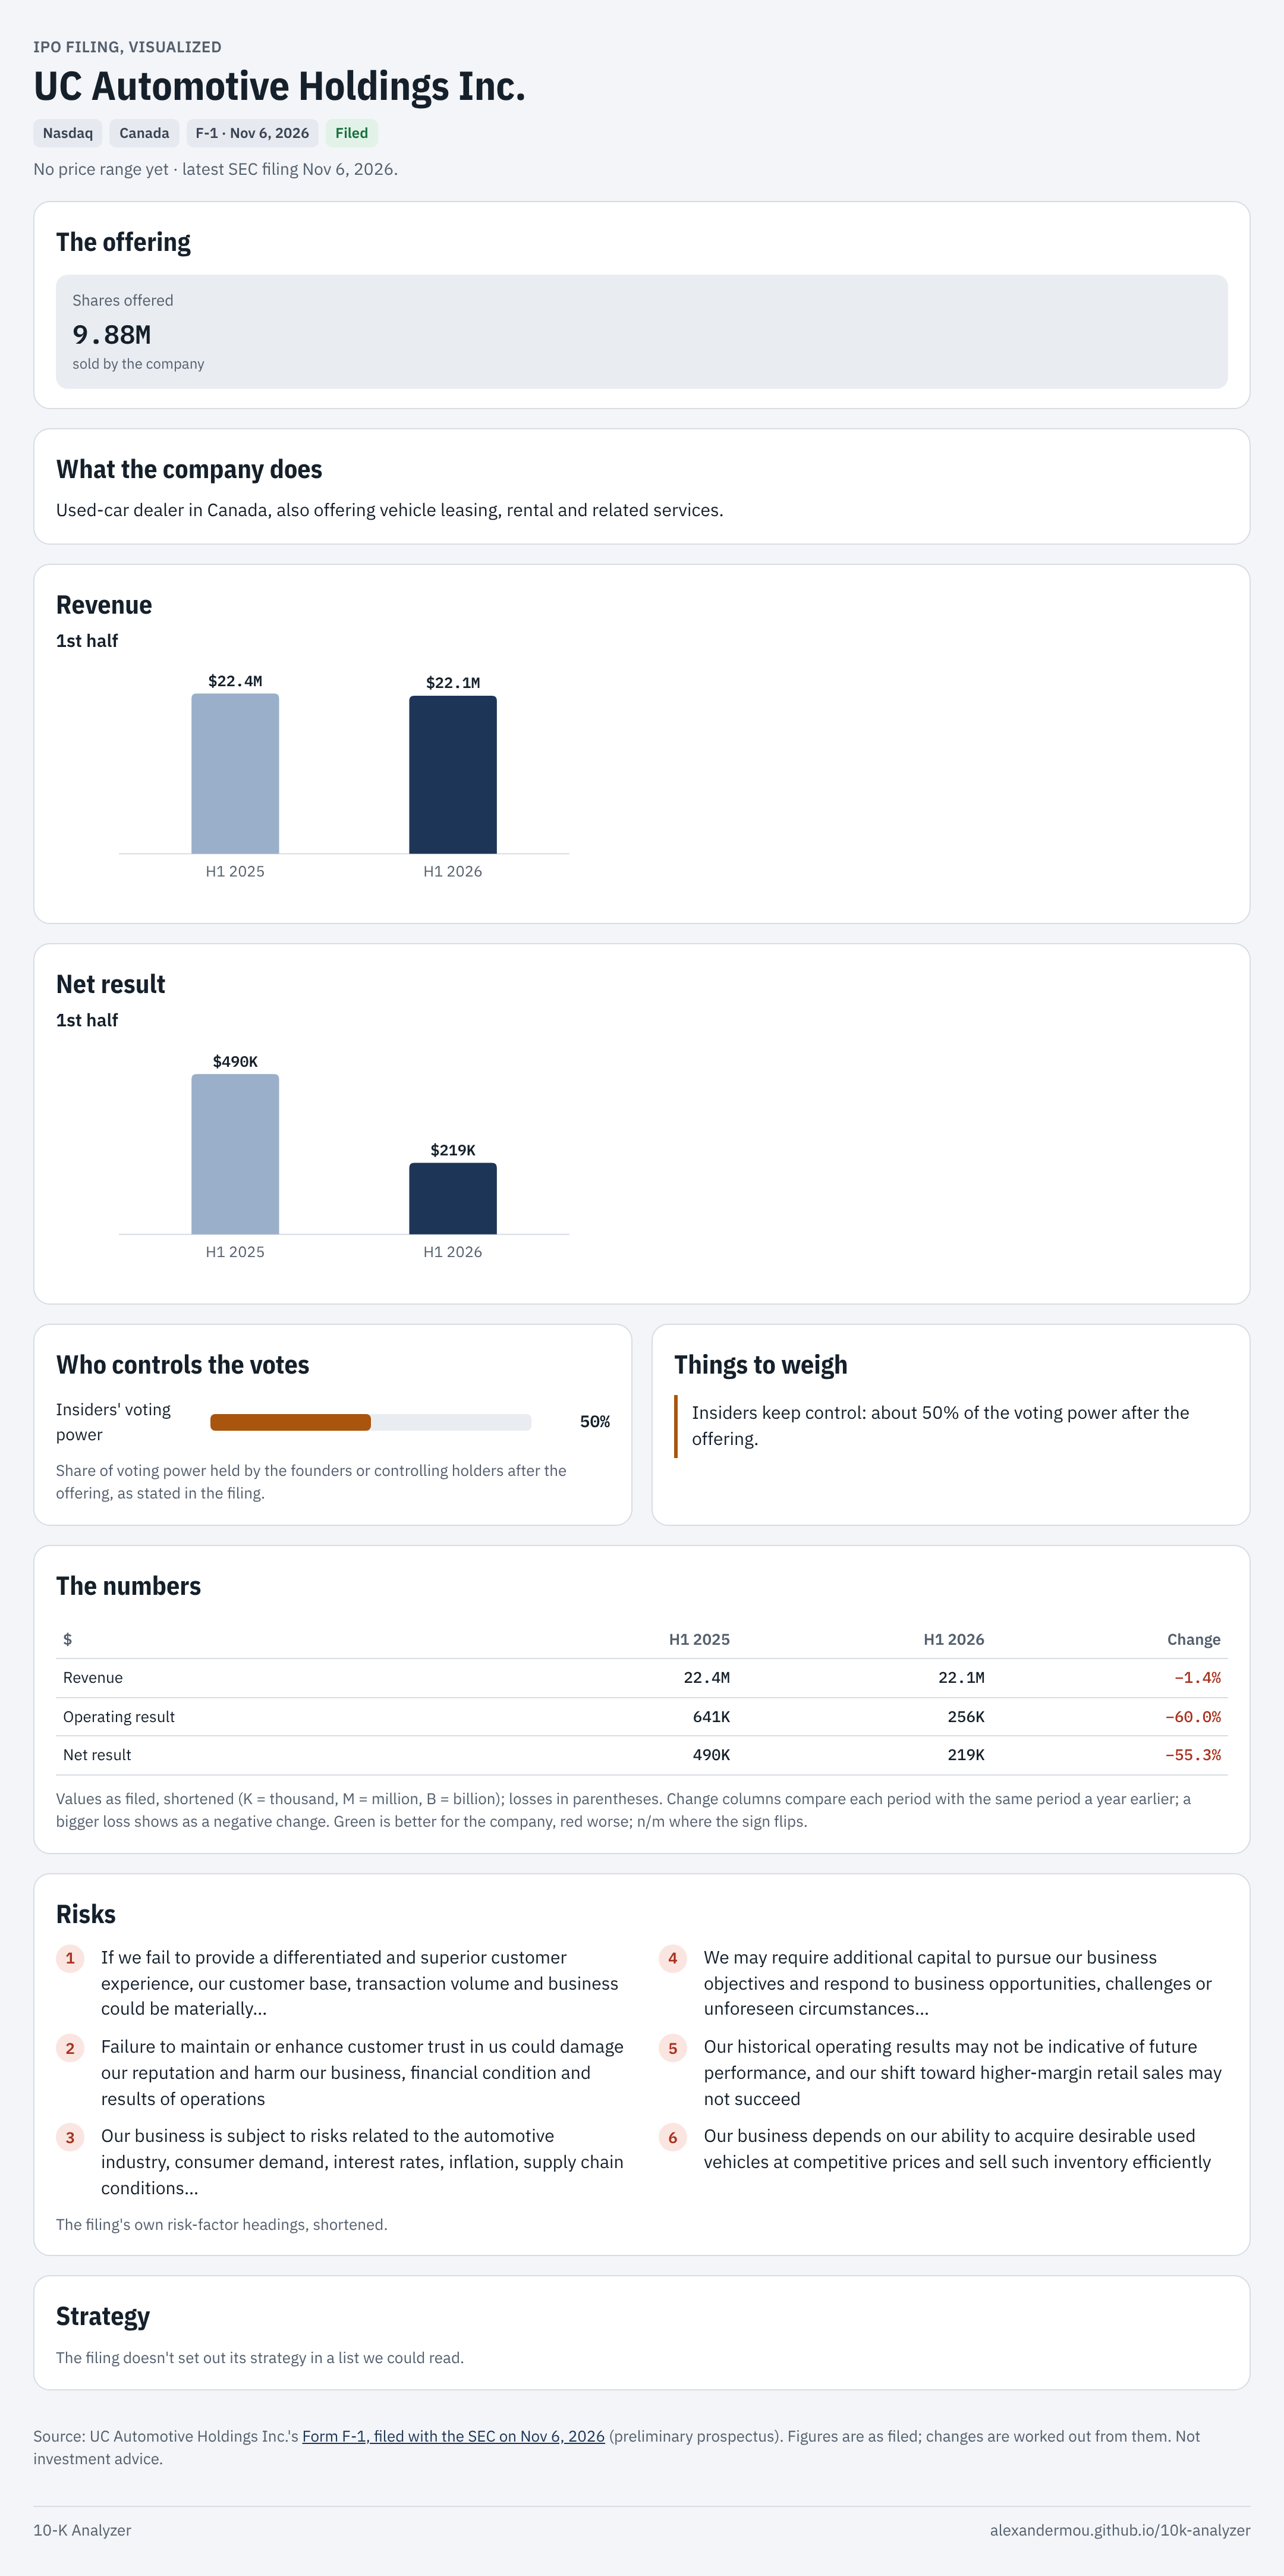 IPO FILING, VISUALIZED
UC Automotive Holdings Inc.
Nasdaq
Canada
F-1 · Nov 6, 2026
Filed
No price range yet · latest SEC filing Nov 6, 2026.
The offering
Shares offered
9.88M
sold by the company
What the company does
Used-car dealer in Canada, also offering vehicle leasing, rental and related services.
Revenue
1st half
$22.4M
$22.1M
H1 2025
H1 2026
Net result
1st half
$490K
$219K
H1 2025
H1 2026
Who controls the votes
Insiders' voting
power
50%
Share of voting power held by the founders or controlling holders after the
offering, as stated in the filing.
Things to weigh
Insiders keep control: about 50% of the voting power after the
offering.
The numbers
$ H1 2025 H1 2026 Change
Revenue 22.4M 22.1M −1.4%
Operating result 641K 256K −60.0%
Net result 490K 219K −55.3%
Values as filed, shortened (K = thousand, M = million, B = billion); losses in parentheses. Change columns compare each period with the same period a year earlier; a
bigger loss shows as a negative change. Green is better for the company, red worse; n/m where the sign flips.
Risks
1 If we fail to provide a differentiated and superior customer
experience, our customer base, transaction volume and business
could be materially…
2 Failure to maintain or enhance customer trust in us could damage
our reputation and harm our business, financial condition and
results of operations
3 Our business is subject to risks related to the automotive
industry, consumer demand, interest rates, inflation, supply chain
conditions…
4 We may require additional capital to pursue our business
objectives and respond to business opportunities, challenges or
unforeseen circumstances…
5 Our historical operating results may not be indicative of future
performance, and our shift toward higher-margin retail sales may
not succeed
6 Our business depends on our ability to acquire desirable used
vehicles at competitive prices and sell such inventory efficiently
The filing's own risk-factor headings, shortened.
Strategy
The filing doesn't set out its strategy in a list we could read.
Source: UC Automotive Holdings Inc.'s Form F-1, filed with the SEC on Nov 6, 2026 (preliminary prospectus). Figures are as filed; changes are worked out from them. Not
investment advice.
10-K Analyzer
alexandermou.github.io/10k-analyzer